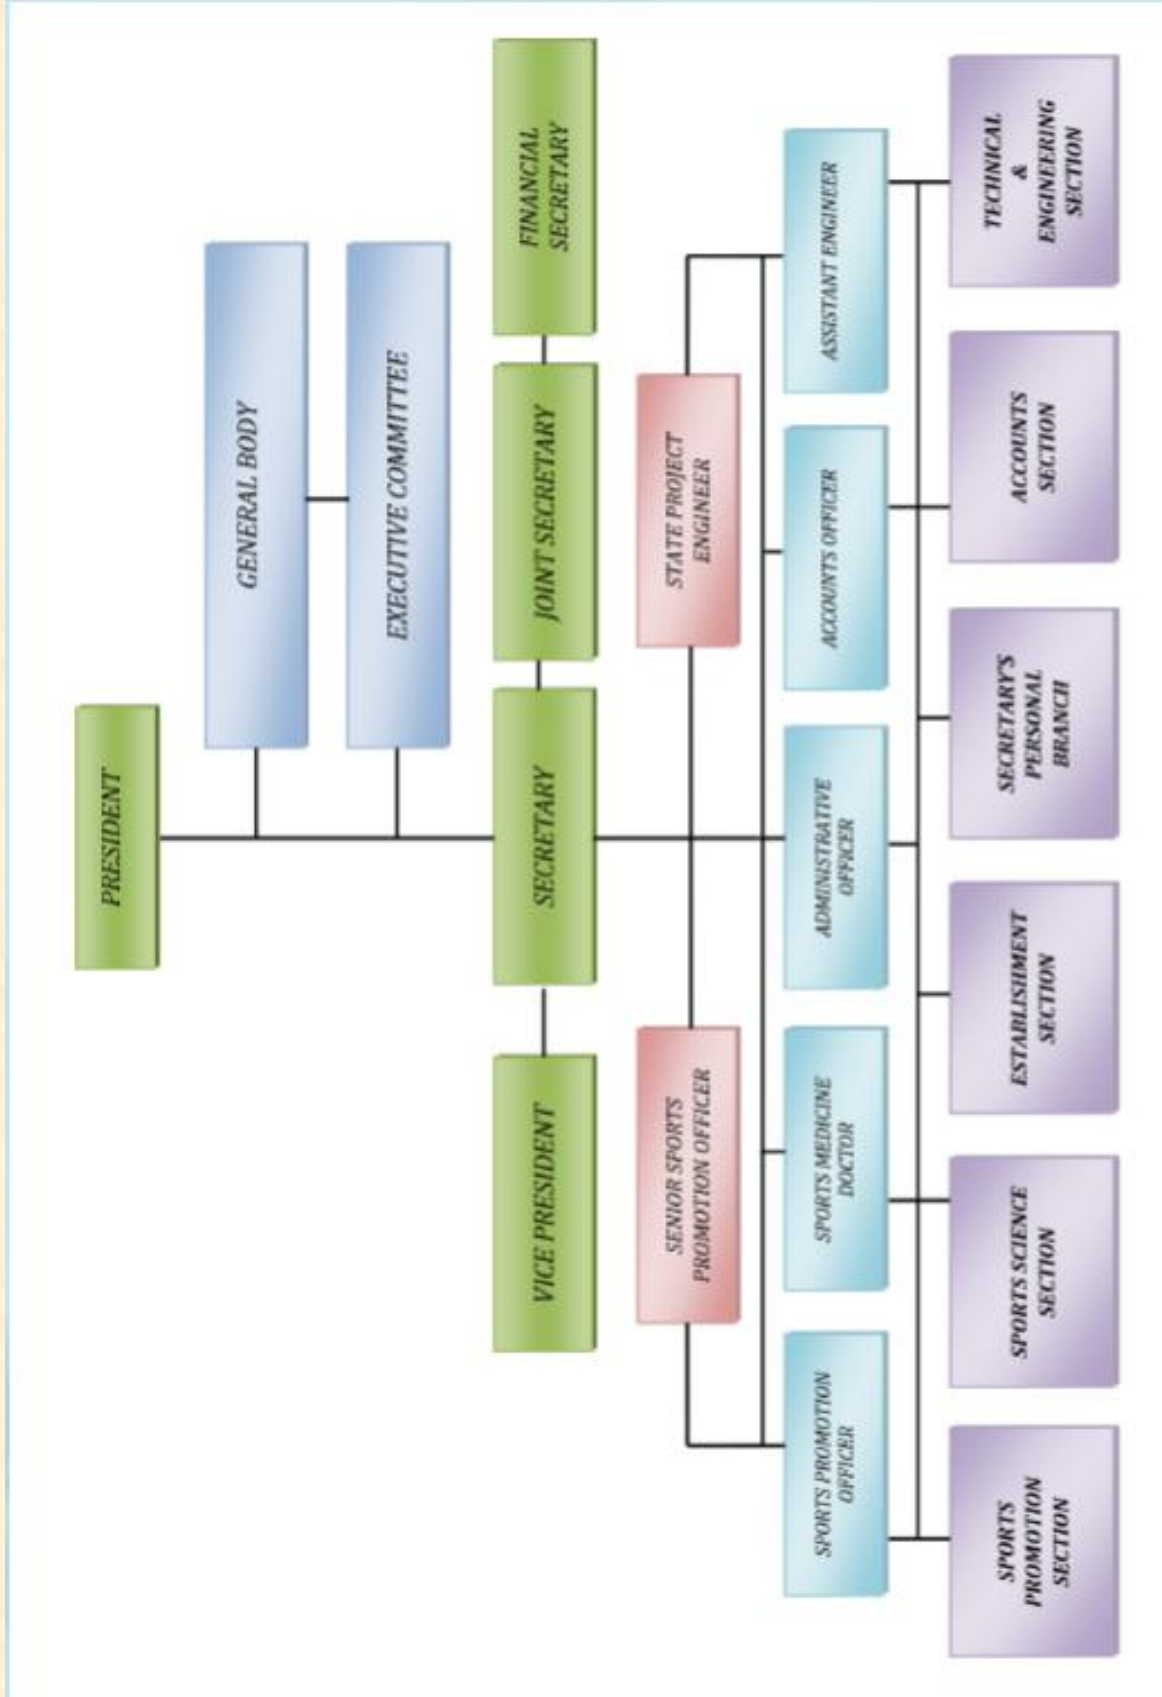 PRESIDENT
GENERAL BODY
EXECUTIVE COMMITTEE
VICE PRESIDENT
SECRETARY
JOINT SECRETARY
FINANCIAL
SECRETARY
SENIOR SPORTS
PROMOTION OFFICER
STATE PROJECT
ENGINEER
SPORTS PROMOTION
OFFICER
SPORTS MEDICINE
DOCTOR
ADMINISTRATIVE
OFFICER
ACCOUNTS OFFICER
ASSISTANT ENGINEER
SPORTS
PROMOTION
SECTION
SPORTS SCIENCE
SECTION
ESTABLISHMENT
SECTION
SECRETARY'S
PERSONAL
BRANCH
ACCOUNTS
SECTION
TECHNICAL
&
ENGINEERING
SECTION